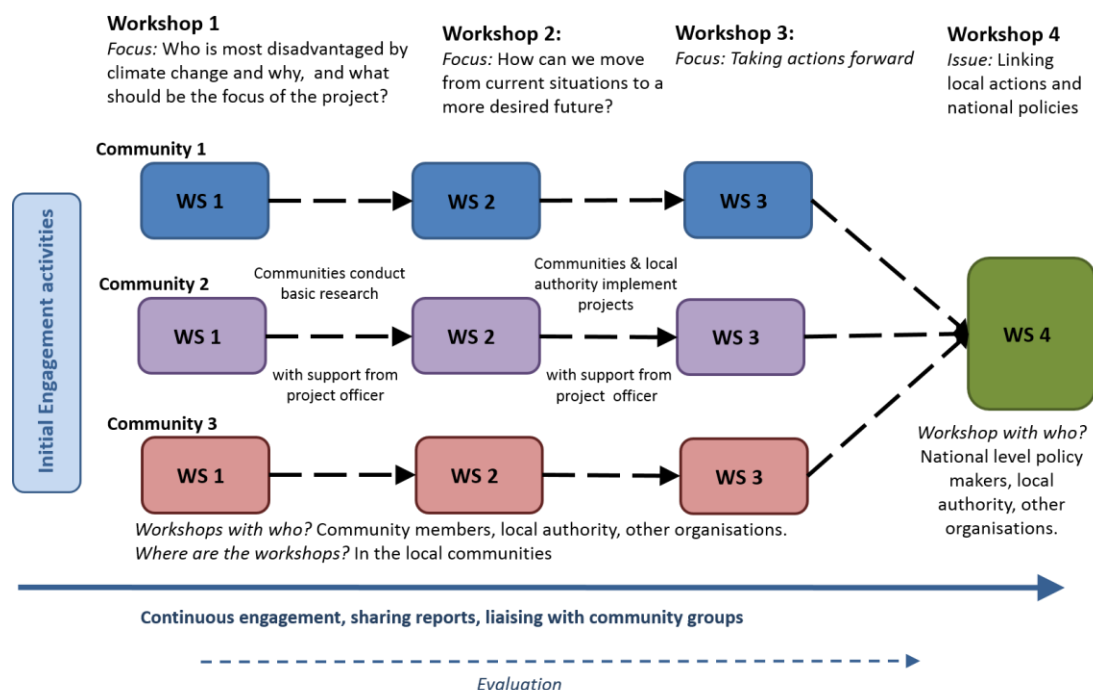 Workshop 1
Focus: Who is most disadvantaged by
climate change and why, and what
should be the focus of the project?
Workshop 2:
Focus: How can we move
from current situations to a
more desired future?
Workshop 3:
Focus: Taking actions forward
Workshop 4
Issue: Linking
local actions and
national policies
Initial Engagement activities
Community 1
WS 1
WS 2
WS 3
Community 2
Communities conduct
basic research
Communities & local
authority implement
projects
WS 1
WS 2
WS 3
WS 4
with support from
project officer
with support from
project officer
Community 3
WS 1
WS 2
WS 3
Workshop with who?
National level policy
makers, local
authority, other
organisations.
Workshops with who? Community members, local authority, other organisations.
Where are the workshops? In the local communities
Continuous engagement, sharing reports, liaising with community groups
Evaluation